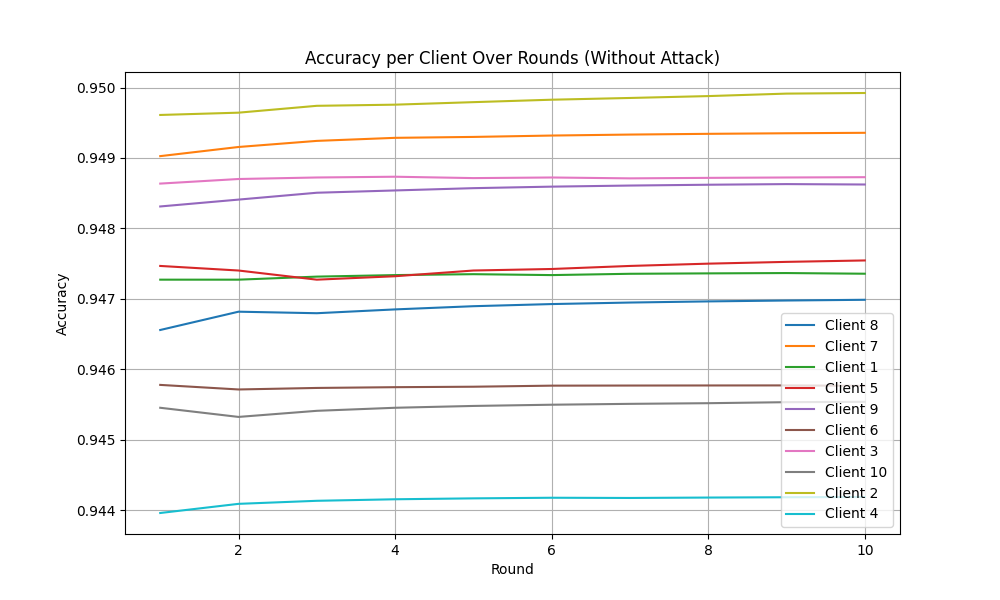 Accuracy per Client Over Rounds (Without Attack)
0.950
0.949
0.948
0.947
0.946
0.945
0.944
Accuracy
Client 8
Client 7
Client 1
Client 5
Client 9
Client 6
Client 3
Client 10
Client 2
Client 4
2
4
6
8
10
Round